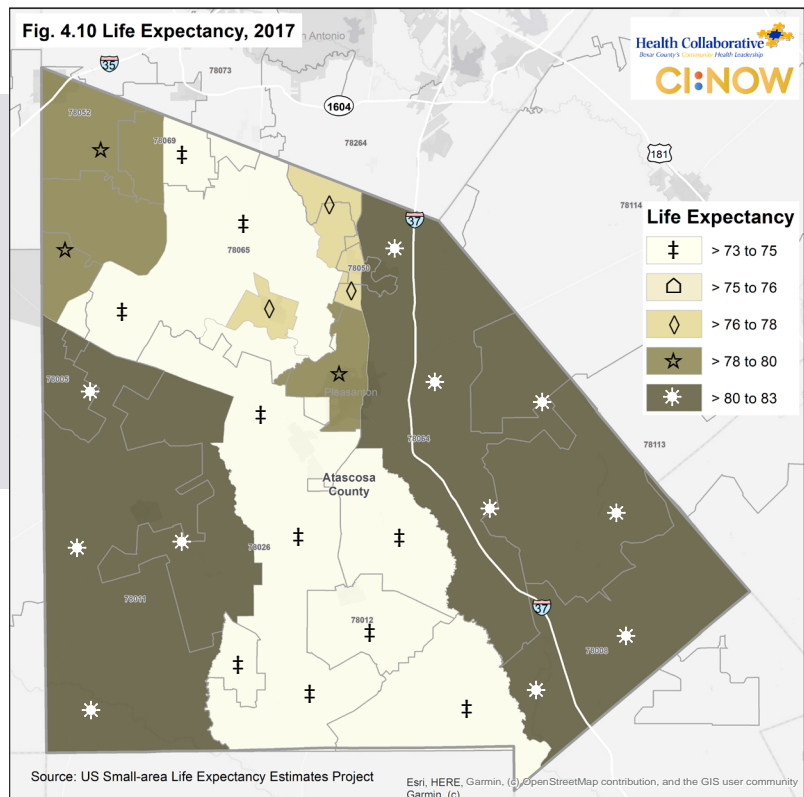 Fig. 4.10 Life Expectancy, 2017
n Antonio
Health Collaborative
Bexar County's Community Health Leadership
CI:NOW
35
78073
1604
78052
78069
78264
181
78114
37
Life Expectancy
> 73 to 75
> 75 to 76
> 76 to 78
> 78 to 80
> 80 to 83
78065
78050
78005
Pleasanton
78064
78113
Atascosa
County
78026
78011
78012
37
78008
Source: US Small-area Life Expectancy Estimates Project
Esri, HERE, Garmin, (c) OpenStreetMap contribution, and the GIS user community
Garmin, (c)